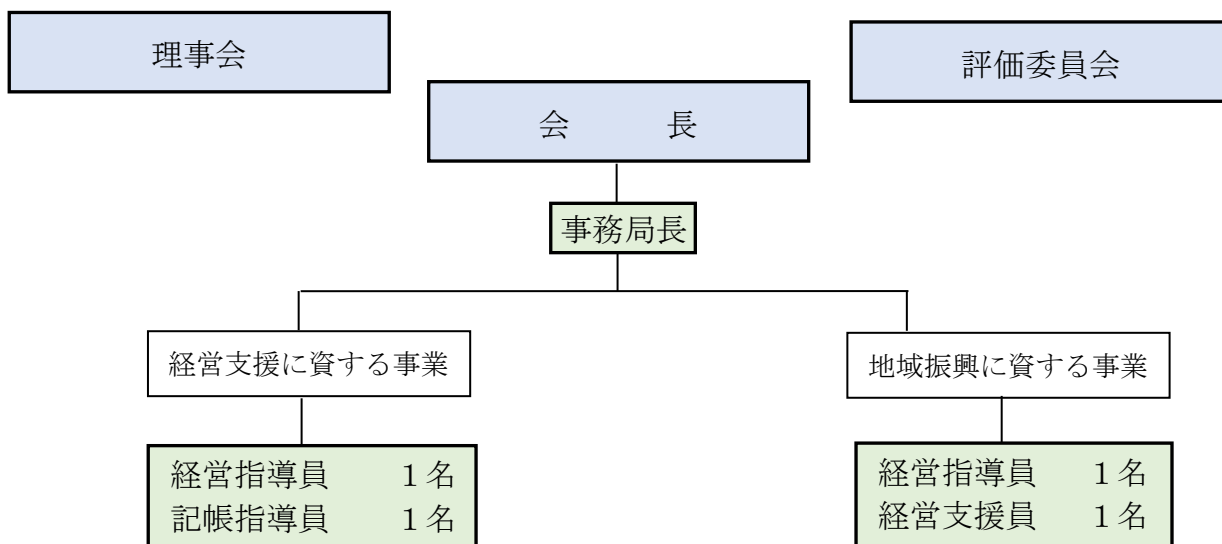 理事会
評価委員会
会　　　長
事務局長
経営支援に資する事業
地域振興に資する事業
経営指導員　　１名
記帳指導員　　１名
経営指導員　　１名
経営支援員　　１名